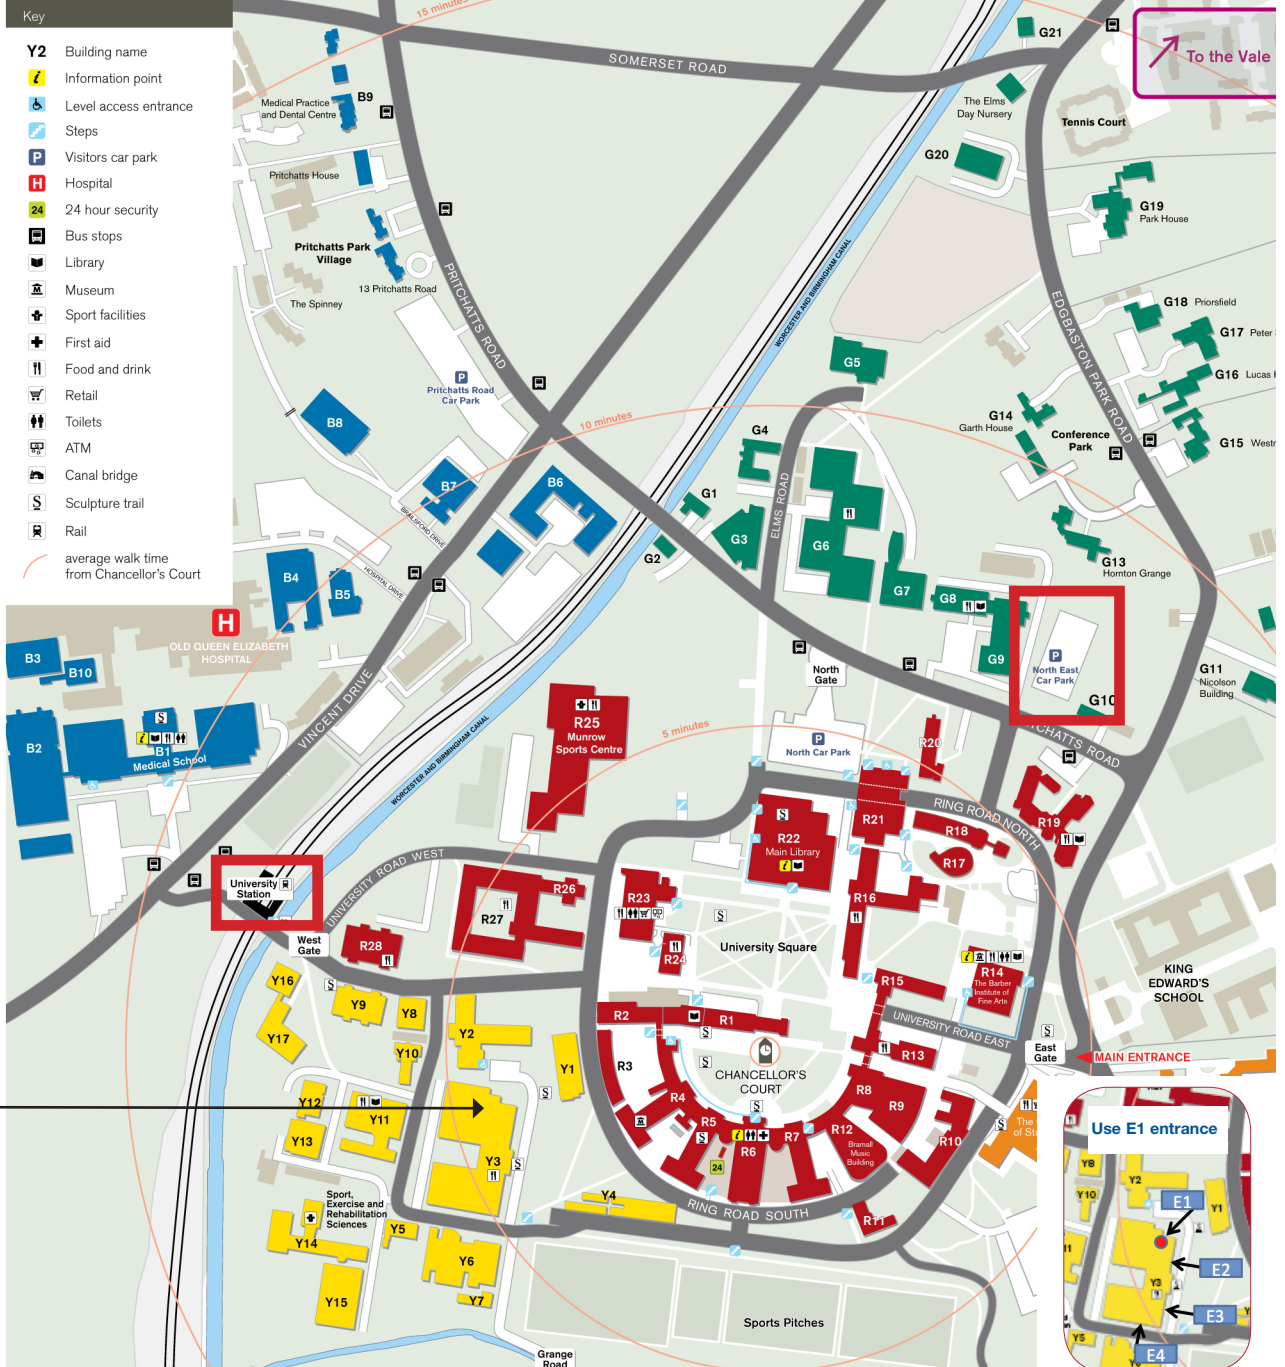 Key
Y2 Building name
i Information point
Level access entrance
Steps
P Visitors car park
H Hospital
24 24 hour security
Bus stops
Library
Museum
Sport facilities
First aid
Food and drink
Retail
Toilets
ATM
Canal bridge
S Sculpture trail
Rail
average walk time
from Chancellor's Court
15 minutes
SOMERSET ROAD
G21
To the Vale
B9
Medical Practice
and Dental Centre
The Elms
Day Nursery
Tennis Court
G20
Pritchatts House
G19
Park House
Pritchatts Park
Village
13 Pritchatts Road
The Spinney
PRITCHATTS ROAD
WORCESTER AND BIRMINGHAM CANAL
EDGBASTON PARK ROAD
G18 Priorsfield
G17 Peter
G16 Lucas
G15
G5
P
Pritchatts Road
Car Park
10 minutes
G14
Garth House
Conference
Park
B8
G4
B7
B6
G1
ELMS ROAD
G3
G2
G6
G7
G13
Hornton Grange
BRAILSFORD DRIVE
HOSPITAL DRIVE
B4
B5
G8
G9
P
North East
Car Park
G10
G11
Nicolson
Building
H
OLD QUEEN ELIZABETH
HOSPITAL
B3
B10
B2
S
i
B1
Medical School
VINCENT DRIVE
WORCESTER AND BIRMINGHAM CANAL
R25
Munrow
Sports Centre
5 minutes
North
Gate
P
North Car Park
R20
PRITCHATTS ROAD
RING ROAD NORTH
R19
S
R22
Main Library
i
R21
R18
R17
R16
University
Station
UNIVERSITY ROAD WEST
West
Gate
R26
R27
R28
R23
R24
S
University Square
i
R14
The Barber
Institute of
Fine Arts
KING
EDWARD'S
SCHOOL
R15
UNIVERSITY ROAD EAST
S
East
Gate
MAIN ENTRANCE
Y16
S
Y9
Y8
Y17
Y10
Y2
Y1
R2
R1
S
R3
S
CHANCELLOR'S
COURT
S
R13
R8
R9
R4
R5
S
i
R6
R7
R12
Bramall
Music
Building
R10
S
The
24
Y12
Y13
Y11
S
Y3
S
Sport,
Exercise and
Rehabilitation
Sciences
Y14
Y5
Y4
RING ROAD SOUTH
R11
Y6
Y7
Y15
Sports Pitches
Grange
Road
Use E1 entrance
Y8
Y2
Y10
Y1
E1
E2
Y3
E3
Y5
E4